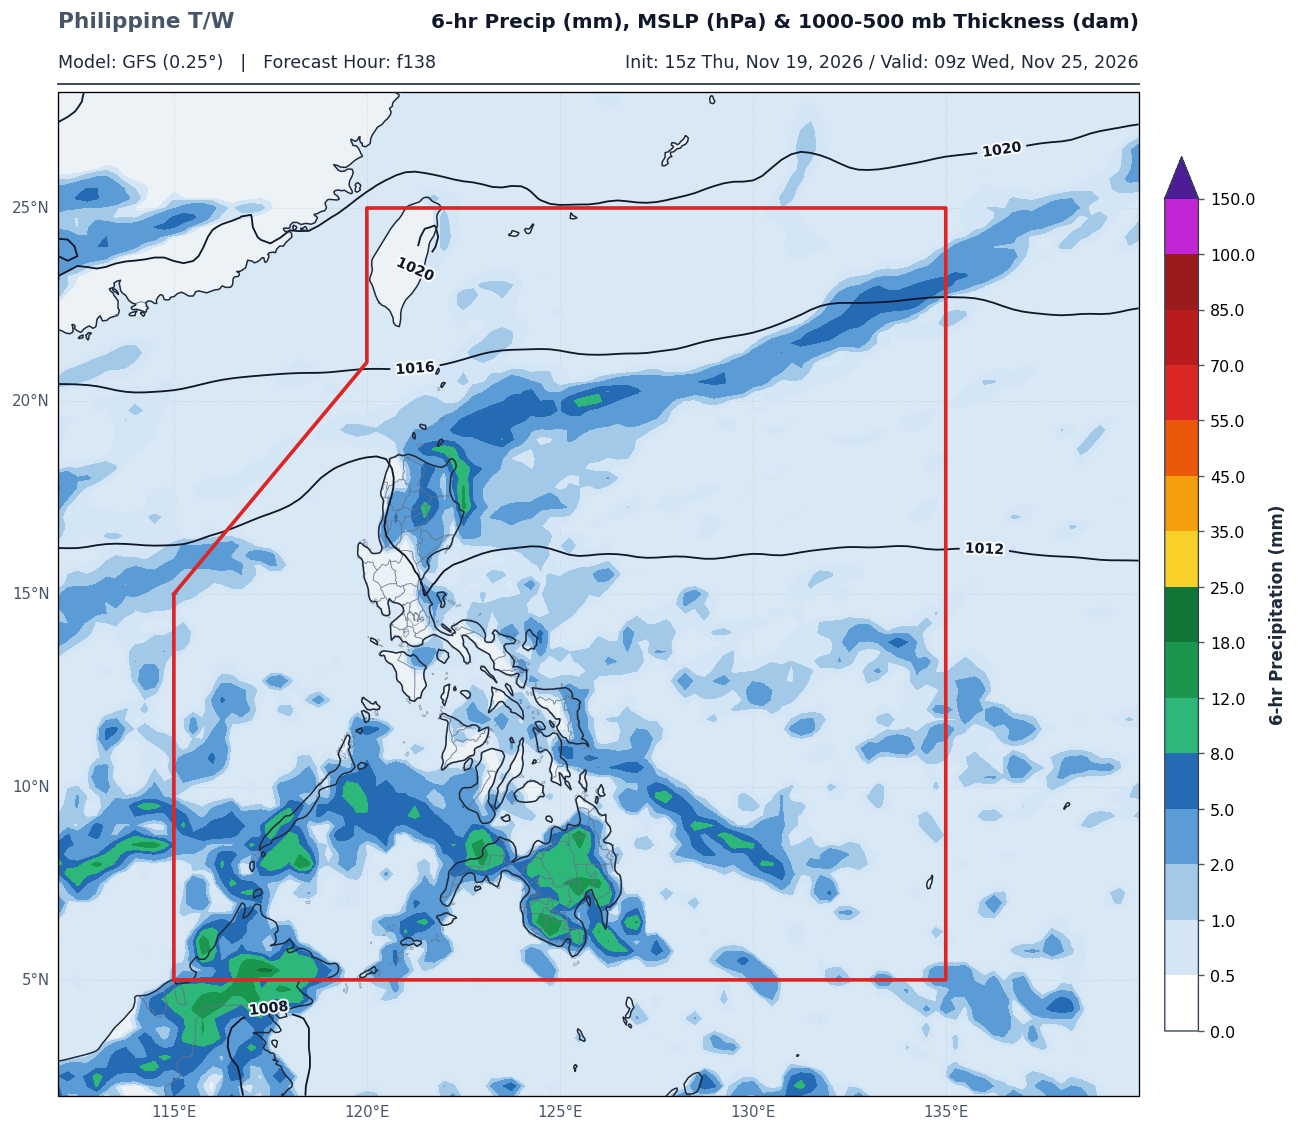 Philippine T/W
6-hr Precip (mm), MSLP (hPa) & 1000-500 mb Thickness (dam)
Model: GFS (0.25°) | Forecast Hour: f138
Init: 15z Thu, Nov 19, 2026 / Valid: 09z Wed, Nov 25, 2026
1020
1020
1016
1012
1008
25°N
20°N
15°N
10°N
5°N
115°E
120°E
125°E
130°E
135°E
150.0
100.0
85.0
70.0
55.0
45.0
35.0
25.0
18.0
12.0
8.0
5.0
2.0
1.0
0.5
0.0
6-hr Precipitation (mm)